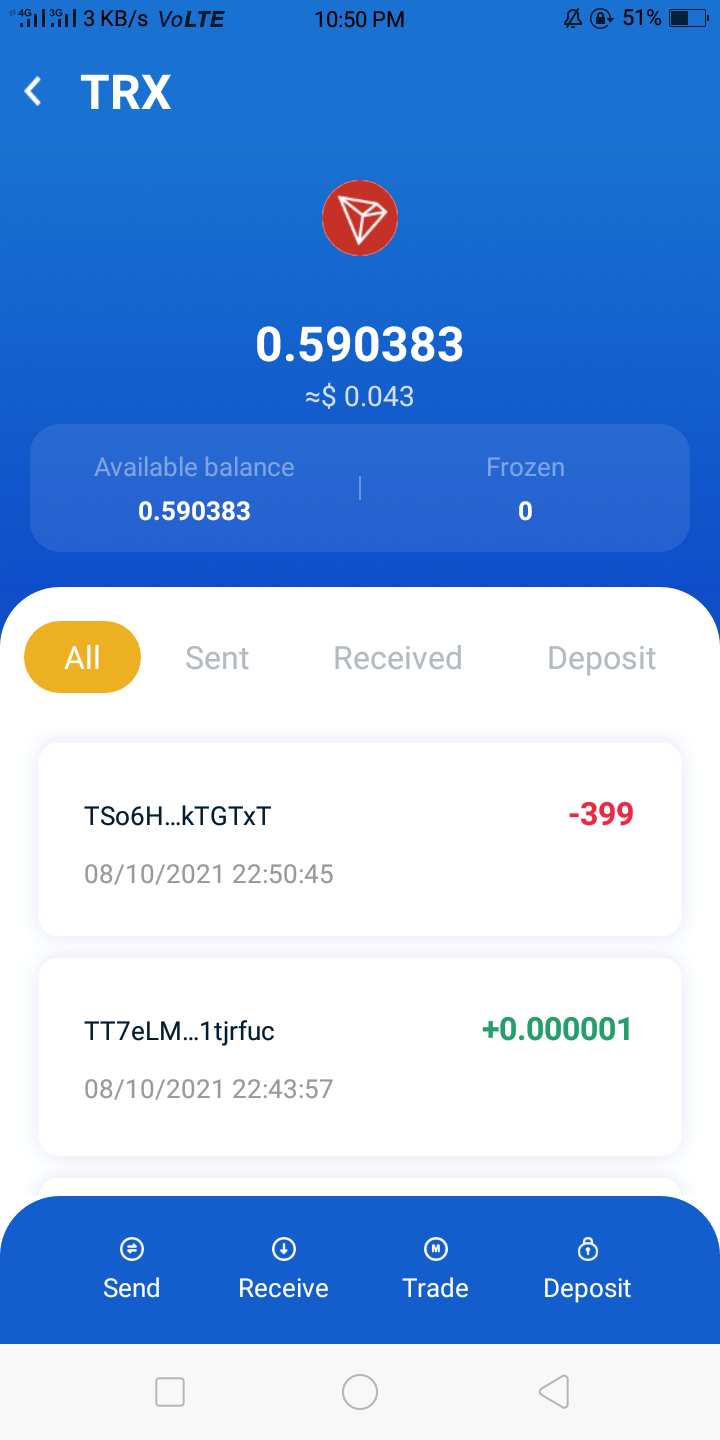 4G 3G 3 KB/s VoLTE 10:50 PM 51%
TRX
0.590383
≈$ 0.043
Available balance Frozen
0.590383 0
All Sent Received Deposit
TSo6H...kTGTxT -399
08/10/2021 22:50:45
TT7eLM...1tjrfuc +0.000001
08/10/2021 22:43:57
M
Send Receive Trade Deposit